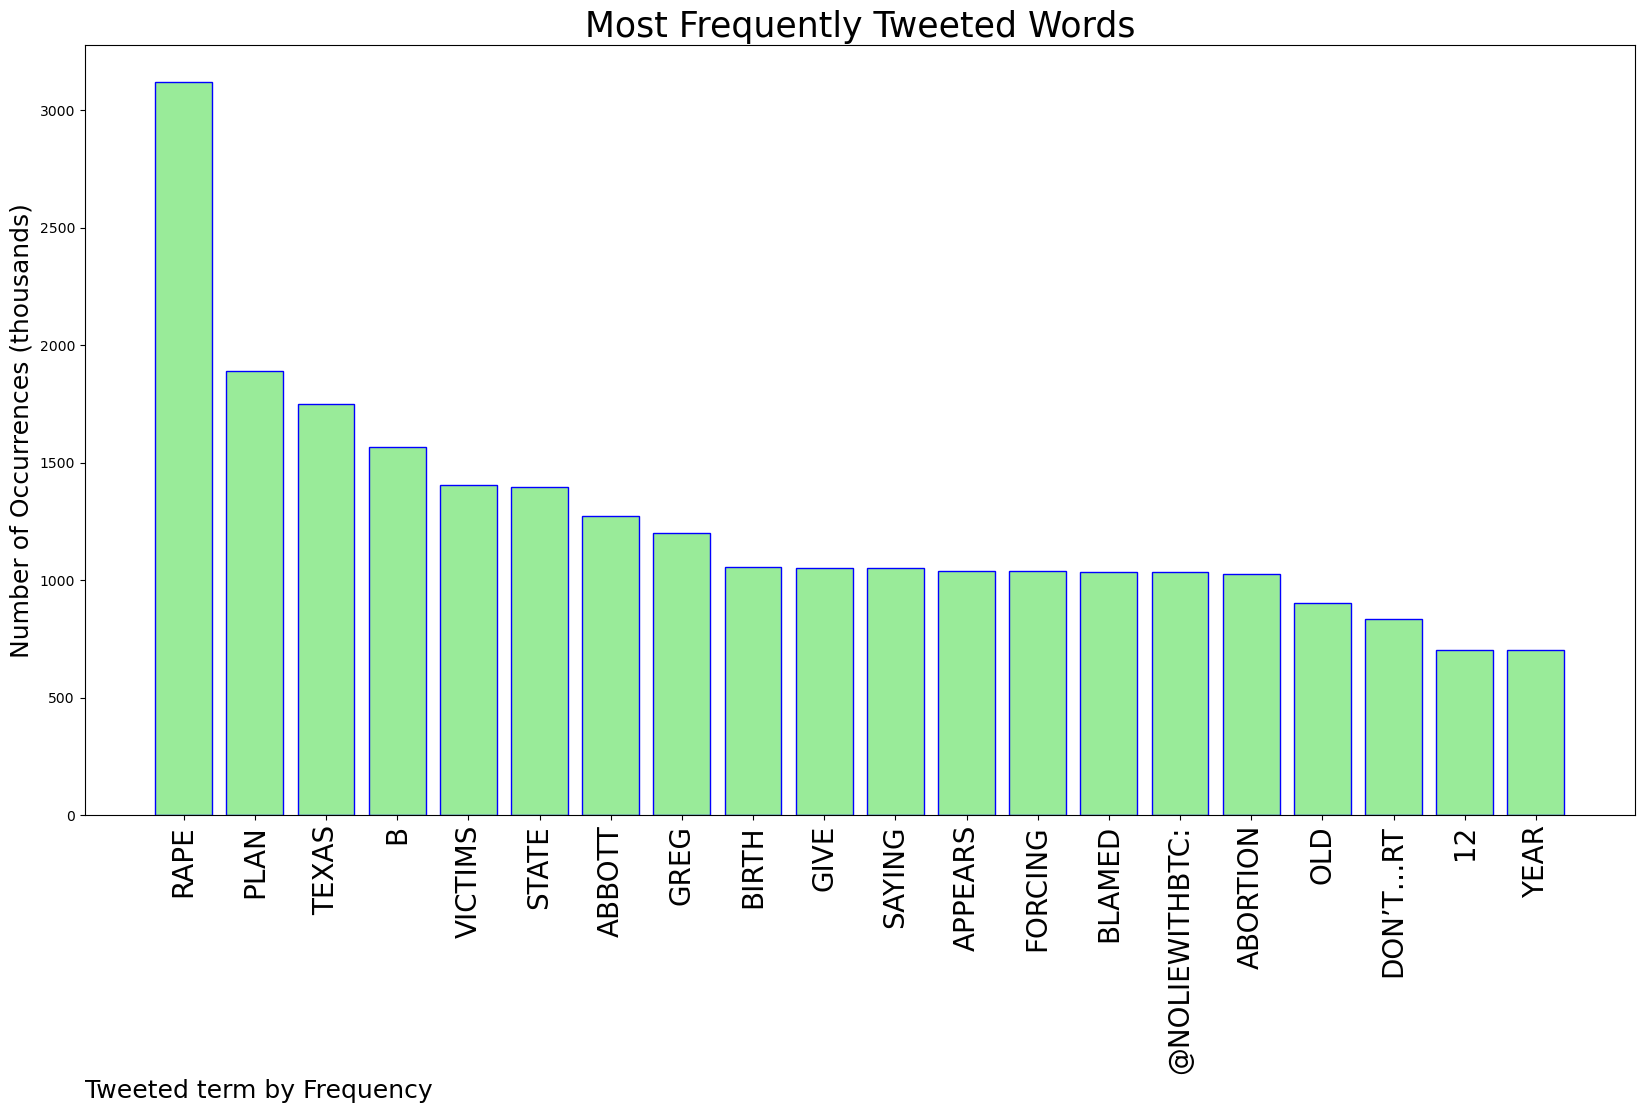 Most Frequently Tweeted Words
Number of Occurrences (thousands)
3000
2500
2000
1500
1000
500
0
RAPE
PLAN
TEXAS
B
VICTIMS
STATE
ABBOTT
GREG
BIRTH
GIVE
SAYING
APPEARS
FORCING
BLAMED
@NOLIEWITHBTC:
ABORTION
OLD
DON’T…RT
12
YEAR
Tweeted term by Frequency